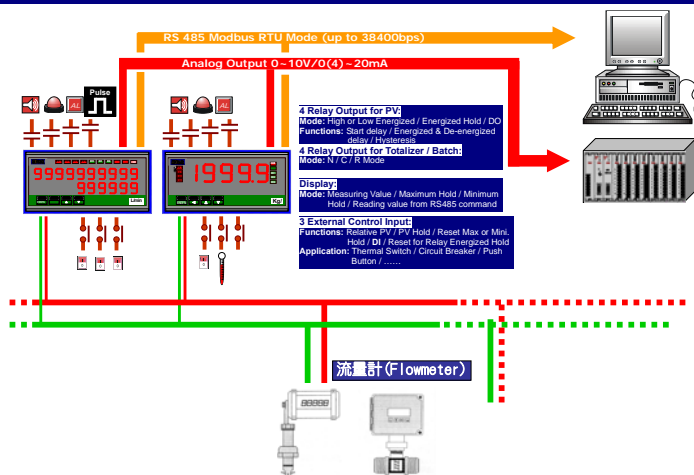 RS 485 Modbus RTU Mode (up to 38400bps)
Analog Output 0~10V/0(4)~20mA
Pulse
AL
AL
4 Relay Output for PV:
Mode: High or Low Energized / Energized Hold / DO
Functions: Start delay / Energized & De-energized
delay / Hysteresis
4 Relay Output for Totalizer / Batch:
Mode: N / C / R Mode
Display:
Mode: Measuring Value / Maximum Hold / Minimum
Hold / Reading value from RS485 command
3 External Control Input:
Functions: Relative PV / PV Hold / Reset Max or Mini.
Hold / DI / Reset for Relay Energized Hold
Application: Thermal Switch / Circuit Breaker / Push
Button / ......
9999999999
999999
L/min
1999.9
Kg/
流量計(Flowmeter)